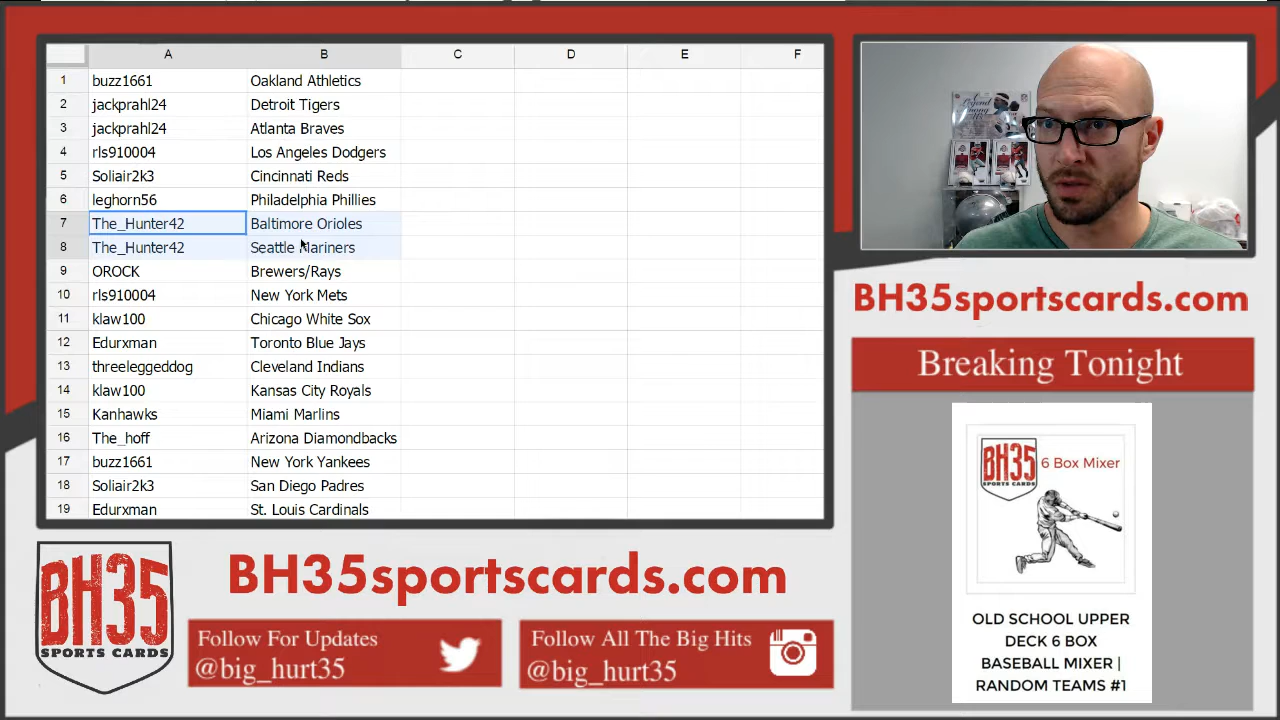 A B C D E F
1 buzz1661 Oakland Athletics
2 jackprahl24 Detroit Tigers
3 jackprahl24 Atlanta Braves
4 rls910004 Los Angeles Dodgers
5 Soliair2k3 Cincinnati Reds
6 leghorn56 Philadelphia Phillies
7 The_Hunter42 Baltimore Orioles
8 The_Hunter42 Seattle Mariners
9 OROCK Brewers/Rays
10 rls910004 New York Mets
11 klaw100 Chicago White Sox
12 Edurxman Toronto Blue Jays
13 threeleggeddog Cleveland Indians
14 klaw100 Kansas City Royals
15 Kanhawks Miami Marlins
16 The_hoff Arizona Diamondbacks
17 buzz1661 New York Yankees
18 Soliair2k3 San Diego Padres
19 Edurxman St. Louis Cardinals
BH35sportscards.com
Breaking Tonight
BH35
SPORTS CARDS
6 Box Mixer
OLD SCHOOL UPPER
DECK 6 BOX
BASEBALL MIXER |
RANDOM TEAMS #1
BH35
SPORTS CARDS
BH35sportscards.com
Follow For Updates
@big_hurt35
Follow All The Big Hits
@big_hurt35